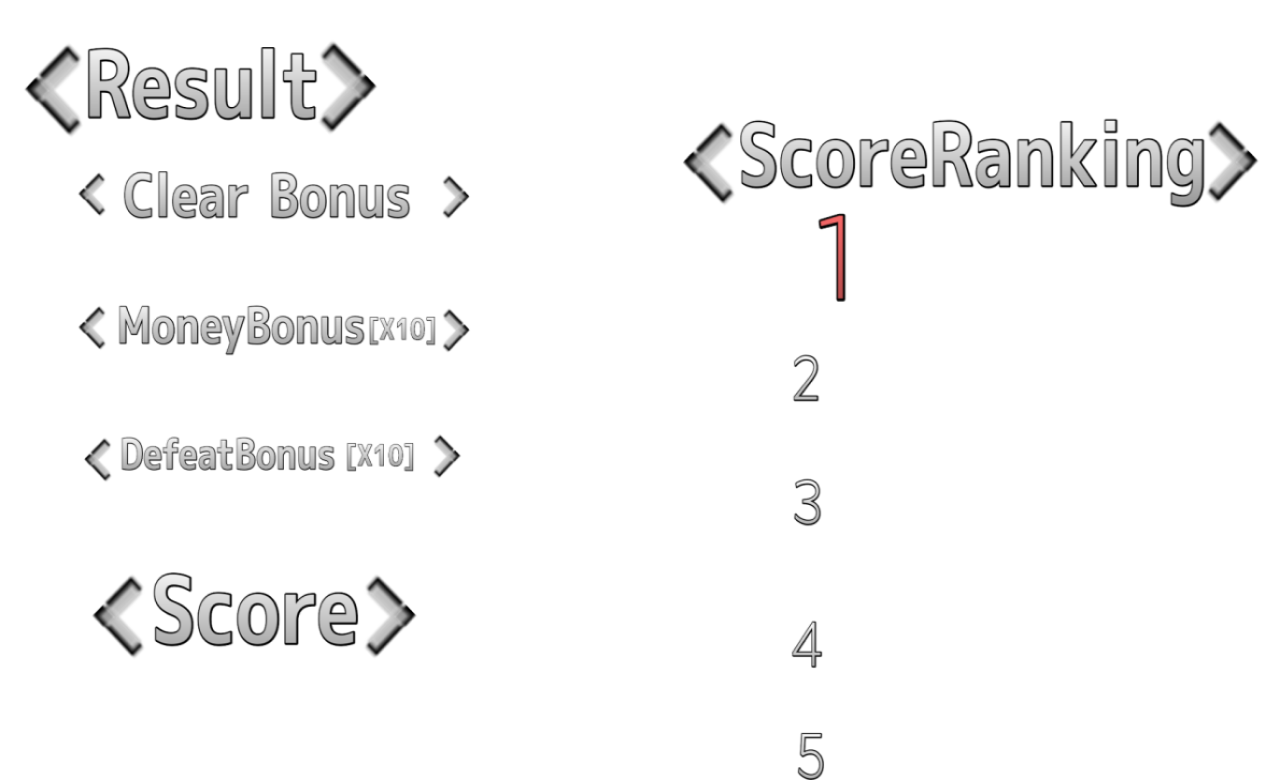 <Result>
< Clear Bonus >
< MoneyBonus[X10] >
< DefeatBonus [X10] >
<Score>
<ScoreRanking>
1
2
3
4
5